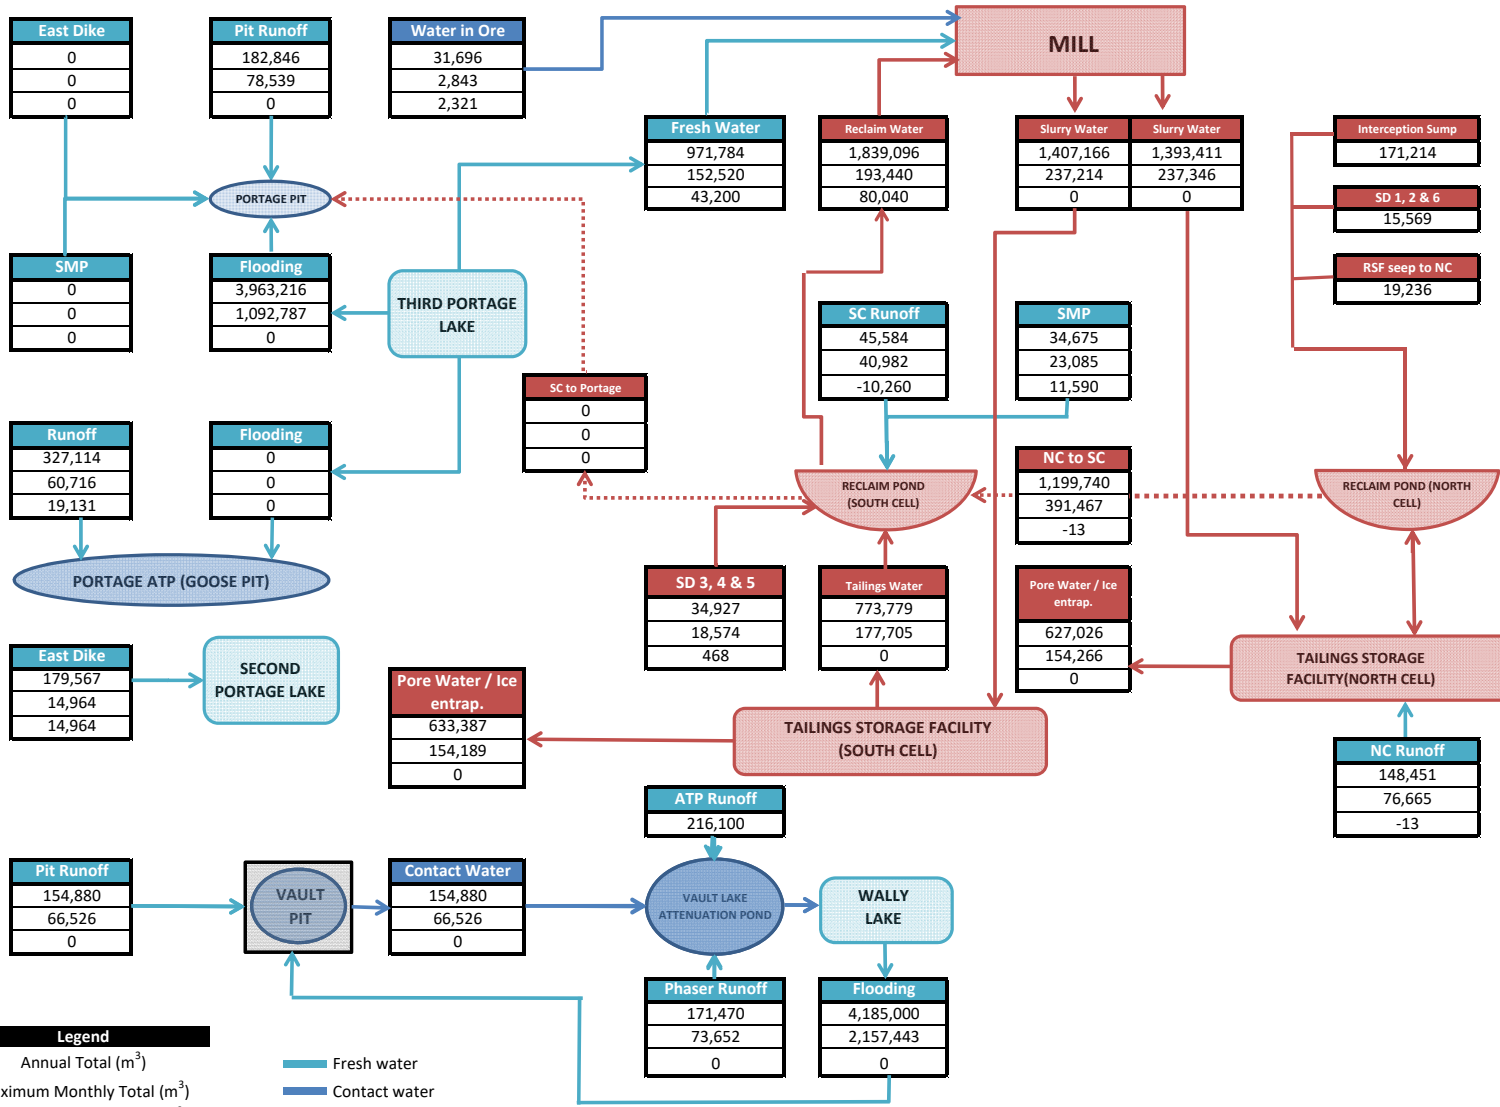 East Dike
0
0
0
Pit Runoff
182,846
78,539
0
Water in Ore
31,696
2,843
2,321
MILL
Fresh Water
971,784
152,520
43,200
Reclaim Water
1,839,096
193,440
80,040
Slurry Water
1,407,166
237,214
0
Slurry Water
1,393,411
237,346
0
Interception Sump
171,214
SD 1, 2 & 6
15,569
RSF seep to NC
19,236
PORTAGE PIT
SMP
0
0
0
Flooding
3,963,216
1,092,787
0
THIRD PORTAGE
LAKE
SC Runoff
45,584
40,982
-10,260
SMP
34,675
23,085
11,590
SC to Portage
0
0
0
Runoff
327,114
60,716
19,131
Flooding
0
0
0
RECLAIM POND
(SOUTH CELL)
NC to SC
1,199,740
391,467
-13
RECLAIM POND (NORTH
CELL)
PORTAGE ATP (GOOSE PIT)
SD 3, 4 & 5
34,927
18,574
468
Tailings Water
773,779
177,705
0
Pore Water / Ice
entrap.
627,026
154,266
0
TAILINGS STORAGE
FACILITY(NORTH CELL)
East Dike
179,567
14,964
14,964
SECOND
PORTAGE LAKE
Pore Water / Ice
entrap.
633,387
154,189
0
TAILINGS STORAGE FACILITY
(SOUTH CELL)
NC Runoff
148,451
76,665
-13
ATP Runoff
216,100
Pit Runoff
154,880
66,526
0
VAULT
PIT
Contact Water
154,880
66,526
0
VAULT LAKE
ATTENUATION POND
WALLY
LAKE
Phaser Runoff
171,470
73,652
0
Flooding
4,185,000
2,157,443
0
Legend
Annual Total (m³)
ximum Monthly Total (m³)
Fresh water
Contact water